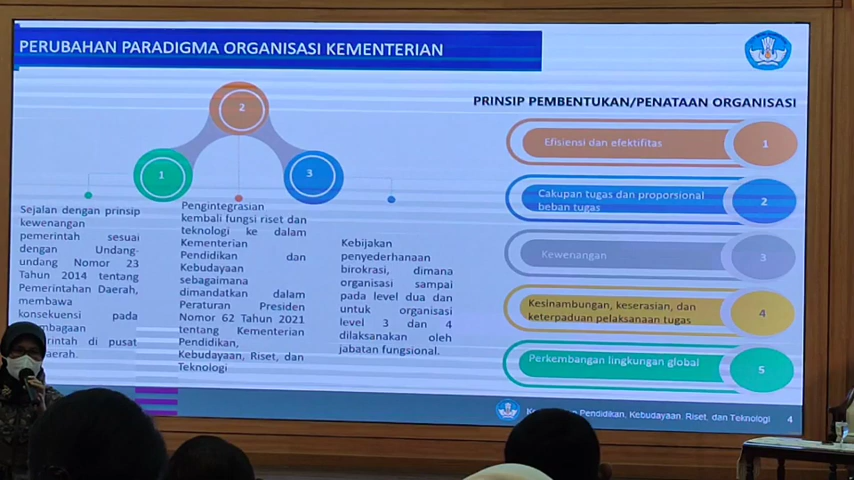 PERUBAHAN PARADIGMA ORGANISASI KEMENTERIAN
2
1
3
Sejalan dengan prinsip
kewenangan
pemerintah sesuai
dengan Undang-
undang Nomor 23
Tahun 2014 tentang
Pemerintahan Daerah,
membawa
konsekuensi pada
di pusat
Pengintegrasian
kembali fungsi riset dan
teknologi ke dalam
Kementerian
Pendidikan dan
Kebudayaan
sebagaimana
dimandatkan dalam
Peraturan Presiden
Nomor 62 Tahun 2021
tentang Kementerian
Pendidikan,
Kebudayaan, Riset, dan
Teknologi
Kebijakan
penyederhanaan
birokrasi, dimana
organisasi sampai
pada level dua dan
untuk organisasi
level 3 dan 4
dilaksanakan oleh
jabatan fungsional.
PRINSIP PEMBENTUKAN/PENATAAN ORGANISASI
Efisiensi dan efektifitas
1
Cakupan tugas dan proporsional
beban tugas
2
Kewenangan
3
Kesinambungan, keserasian, dan
keterpaduan pelaksanaan tugas
4
Perkembangan lingkungan global
5
Pendidikan, Kebudayaan, Riset, dan Teknologi
4